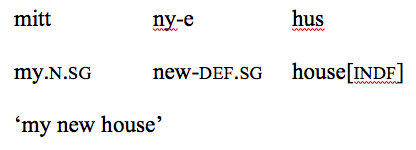 mitt ny-e hus
my.N.SG new-DEF.SG house[INDF]
‘my new house’